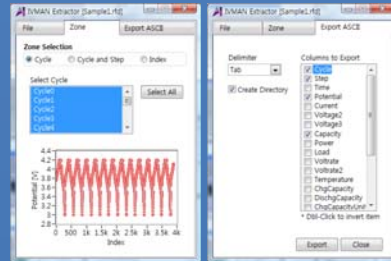 IVMAN Extractor [Sample1.rfd]
File Zone Export ASCII
Zone Selection
Cycle Cycle and Step Index
Select Cycle
Cycle0
Cycle1
Cycle2
Cycle3
Cycle4
Select All
Potential [V]
4.4
4.2
4
3.8
3.6
3.4
3.2
3
2.8
0 500 1k 1.5k 2k 2.5k 3k 3.5k 4k
Index
IVMAN Extractor [Sample1.rfd]
File Zone Export ASCII
Delimiter
Tab
Create Directory
Columns to Export
Cycle
Step
Time
Potential
Current
Voltage2
Voltage3
Capacity
Power
Load
Voltrate
Voltrate2
Temperature
ChgCapacity
DischgCapacity
ChgCapacityUnit
* Dbl-Click to invert item
Export Close